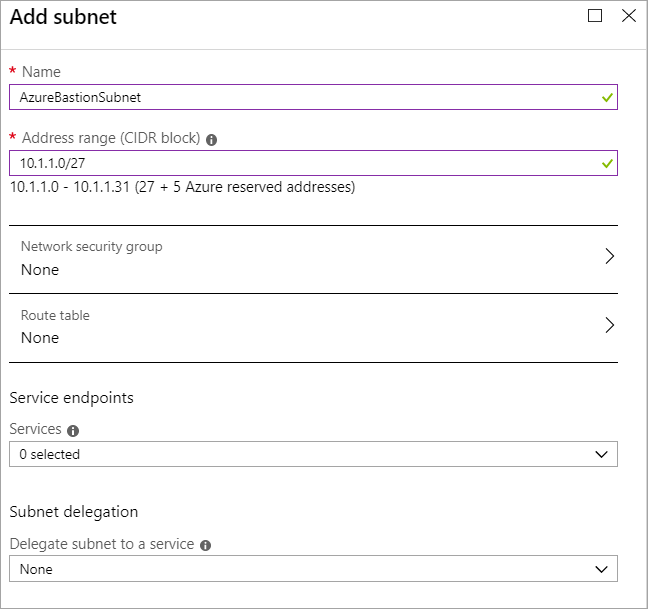 Add subnet
* Name
AzureBastionSubnet
* Address range (CIDR block)
10.1.1.0/27
10.1.1.0 - 10.1.1.31 (27 + 5 Azure reserved addresses)
Network security group
None
Route table
None
Service endpoints
Services
0 selected
Subnet delegation
Delegate subnet to a service
None